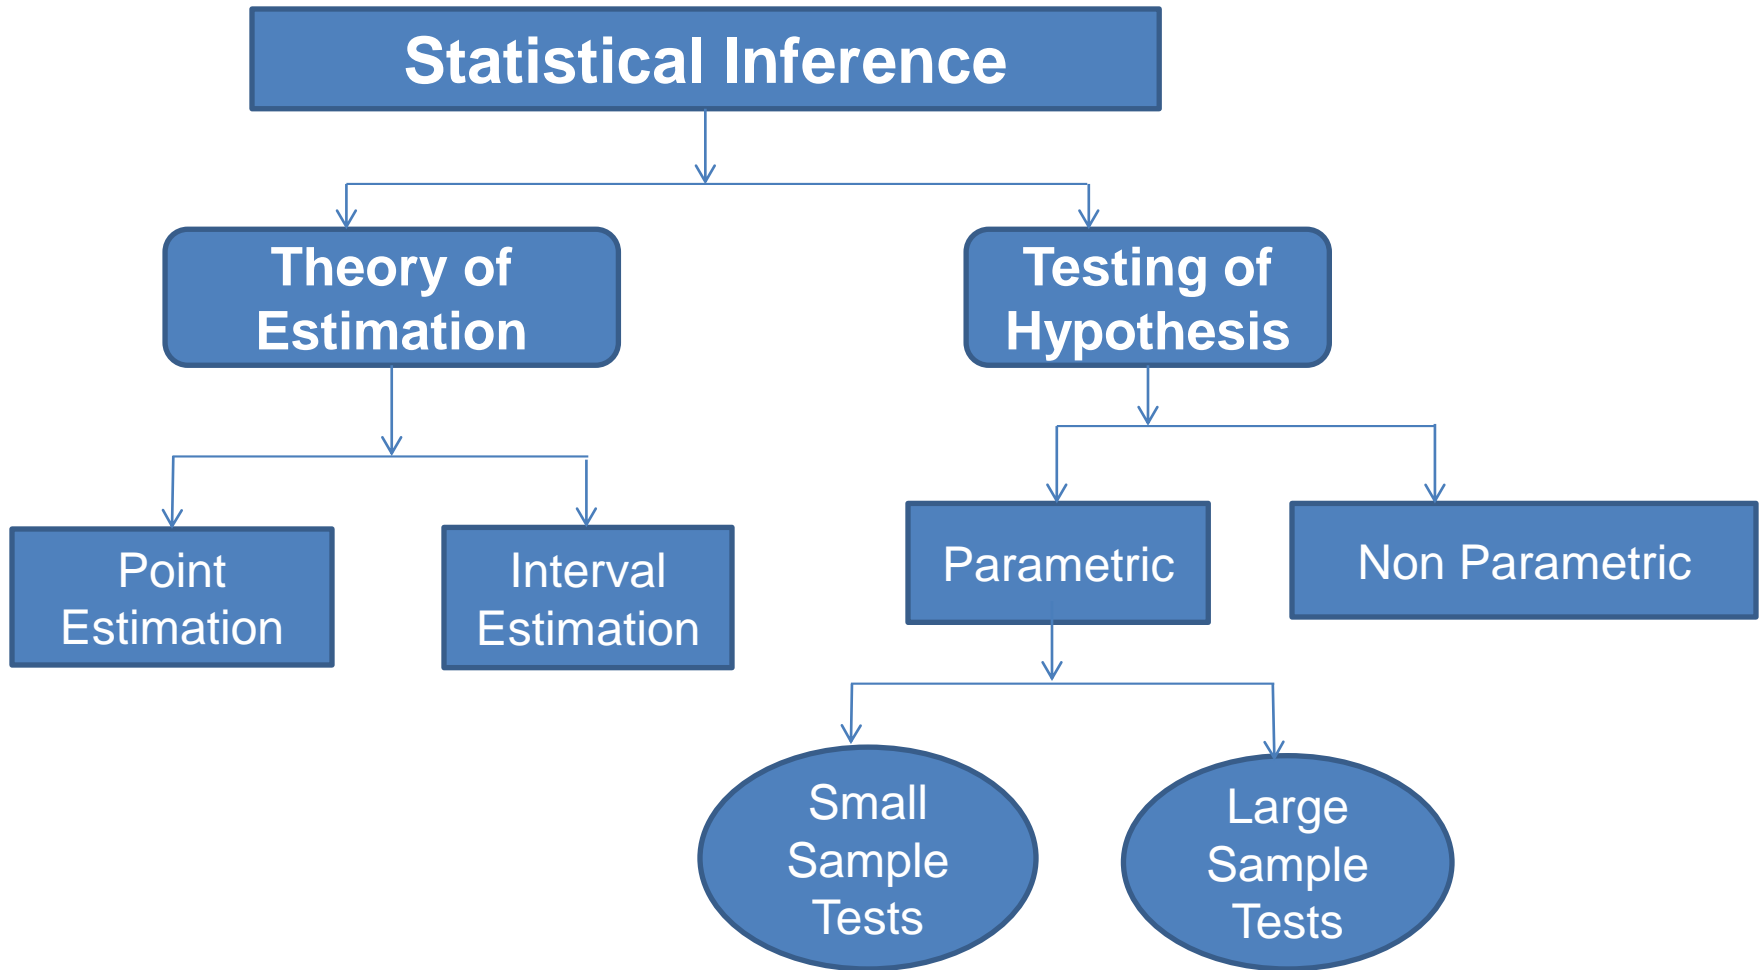 Statistical Inference
Theory of
Estimation
Testing of
Hypothesis
Point
Estimation
Interval
Estimation
Parametric
Non Parametric
Small
Sample
Tests
Large
Sample
Tests